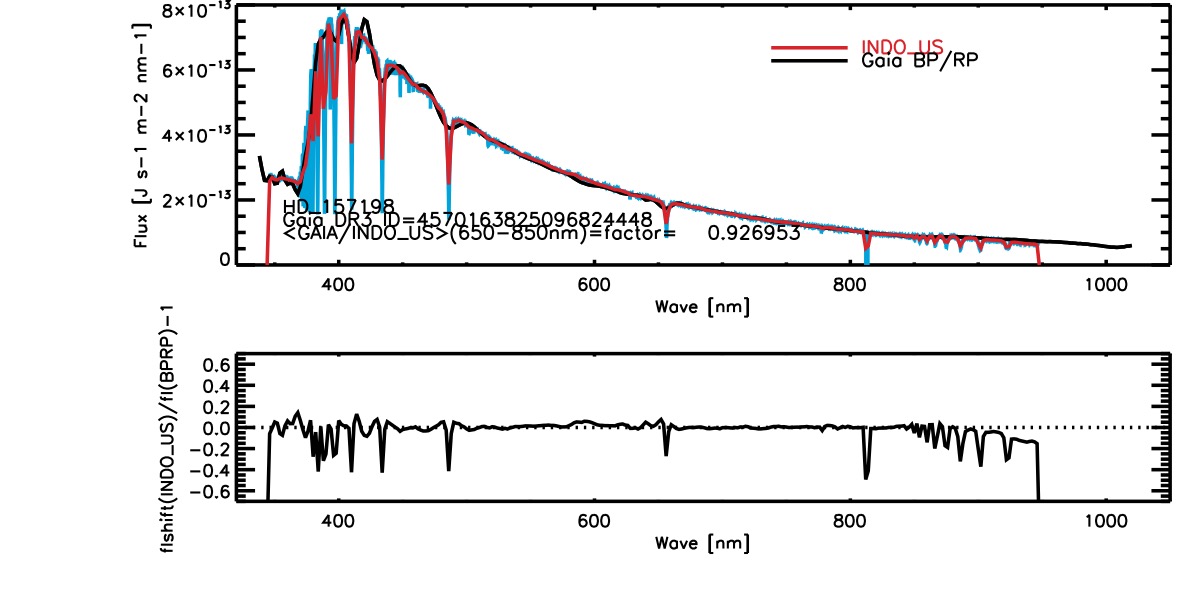 8×10⁻¹³
6×10⁻¹³
4×10⁻¹³
2×10⁻¹³
0
Flux [J s−1 m−2 nm−1]
INDO_US
Gaia BP/RP
HD_157198
Gaia DR3 ID=4570163825096824448
<GAIA/INDO_US>(650−850nm)=factor= 0.926953
400 600 800 1000
Wave [nm]
flshift(INDO_US)/fl(BPRP)−1
0.6
0.4
0.2
0.0
−0.2
−0.4
−0.6
400 600 800 1000
Wave [nm]